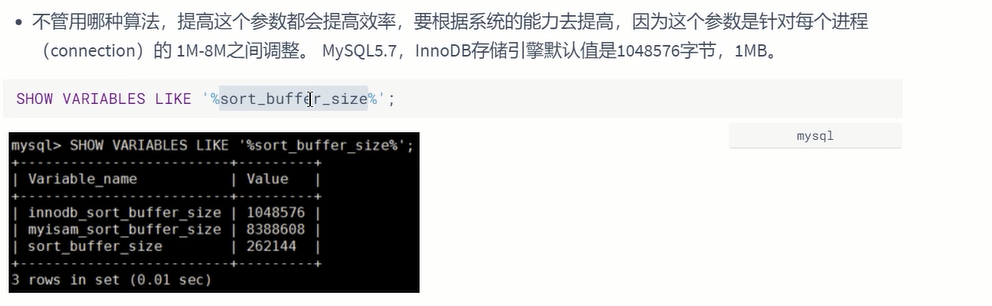 不管用哪种算法，提高这个参数都会提高效率，要根据系统的能力去提高，因为这个参数是针对每个进程
（connection）的 1M-8M之间调整。 MySQL5.7，InnoDB存储引擎默认值是1048576字节，1MB。
SHOW VARIABLES LIKE '%sort_buffer_size%';
mysql
mysql> SHOW VARIABLES LIKE '%sort_buffer_size%';
+-------------------------+---------+
| Variable_name           | Value   |
+-------------------------+---------+
| innodb_sort_buffer_size | 1048576 |
| myisam_sort_buffer_size | 8388608 |
| sort_buffer_size        | 262144  |
+-------------------------+---------+
3 rows in set (0.01 sec)